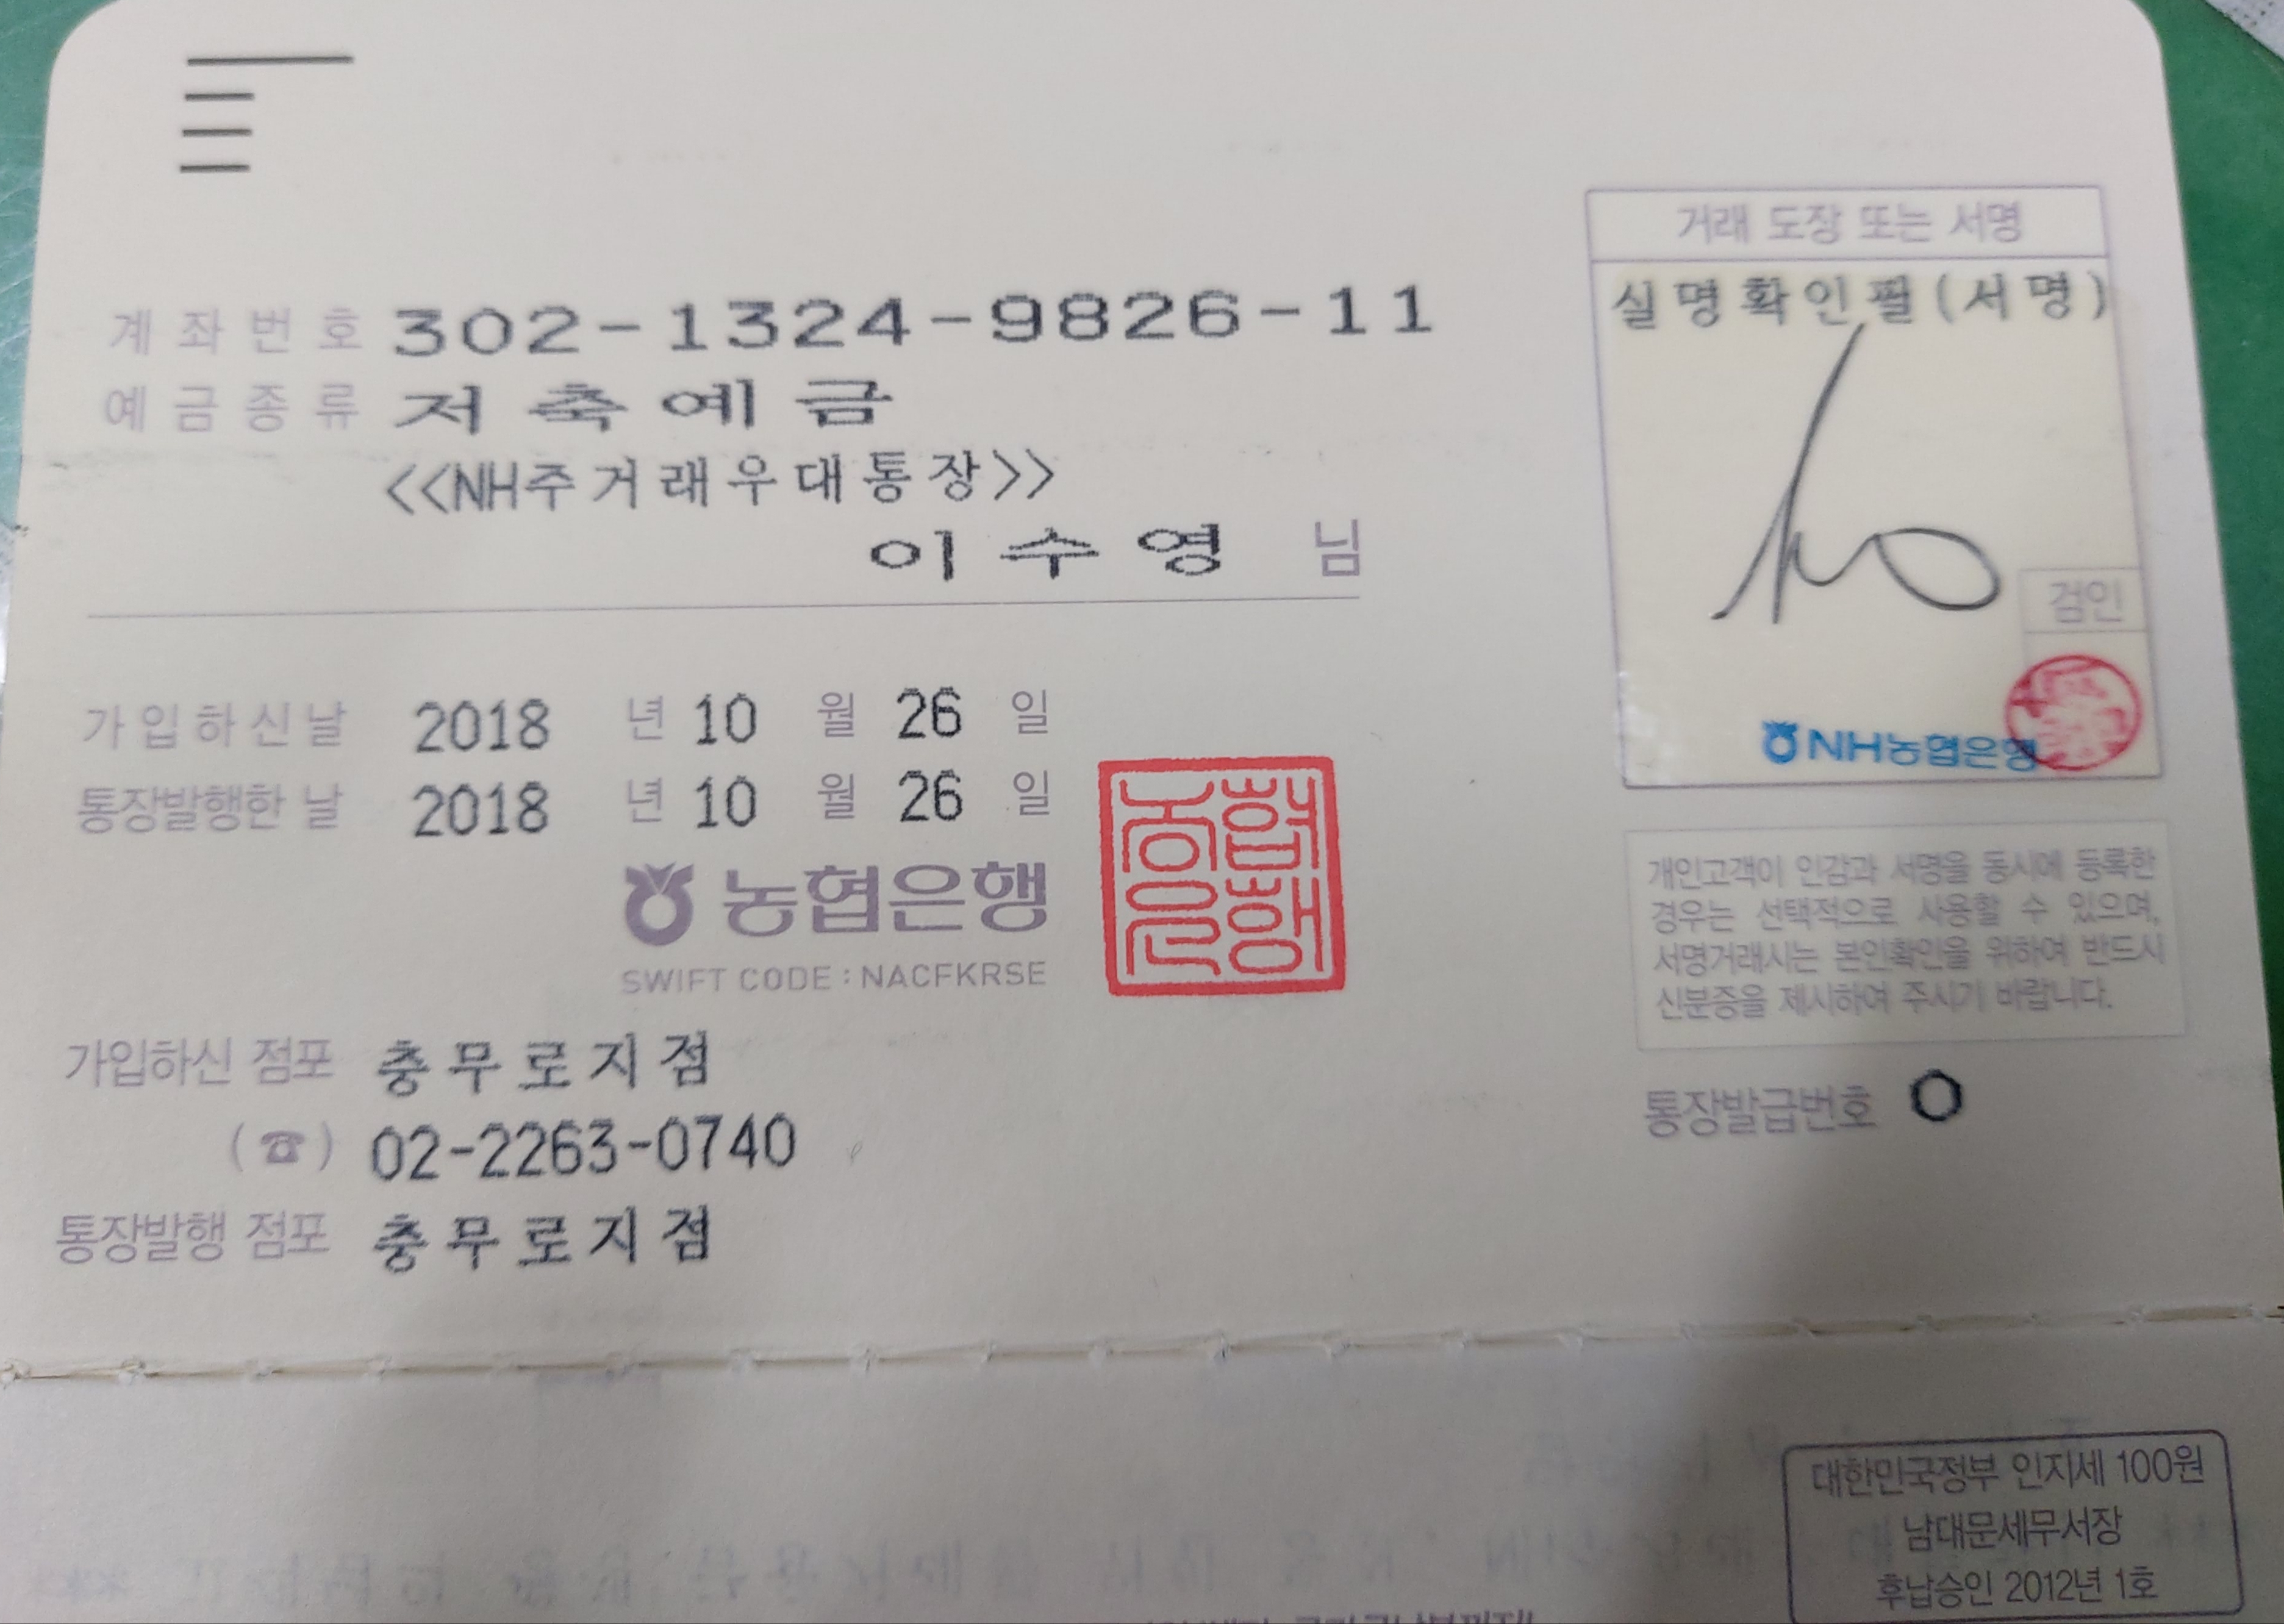 계좌번호 302-1324-9826-11
예금종류 저축예금
<<NH주거래우대통장>>
이수영 님
가입하신날 2018 년 10 월 26 일
통장발행한 날 2018 년 10 월 26 일
농협은행
SWIFT CODE : NACFKRSE
농협은행
가입하신 점포 충무로지점
(☎) 02-2263-0740
통장발행 점포 충무로지점
거래 도장 또는 서명
실명확인필(서명)
검인
NH농협은행
개인고객이 인감과 서명을 동시에 등록한
경우는 선택적으로 사용할 수 있으며,
서명거래시는 본인확인을 위하여 반드시
신분증을 제시하여 주시기 바랍니다.
통장발급번호 0
대한민국정부 인지세 100원
남대문세무서장
후납승인 2012년 1호